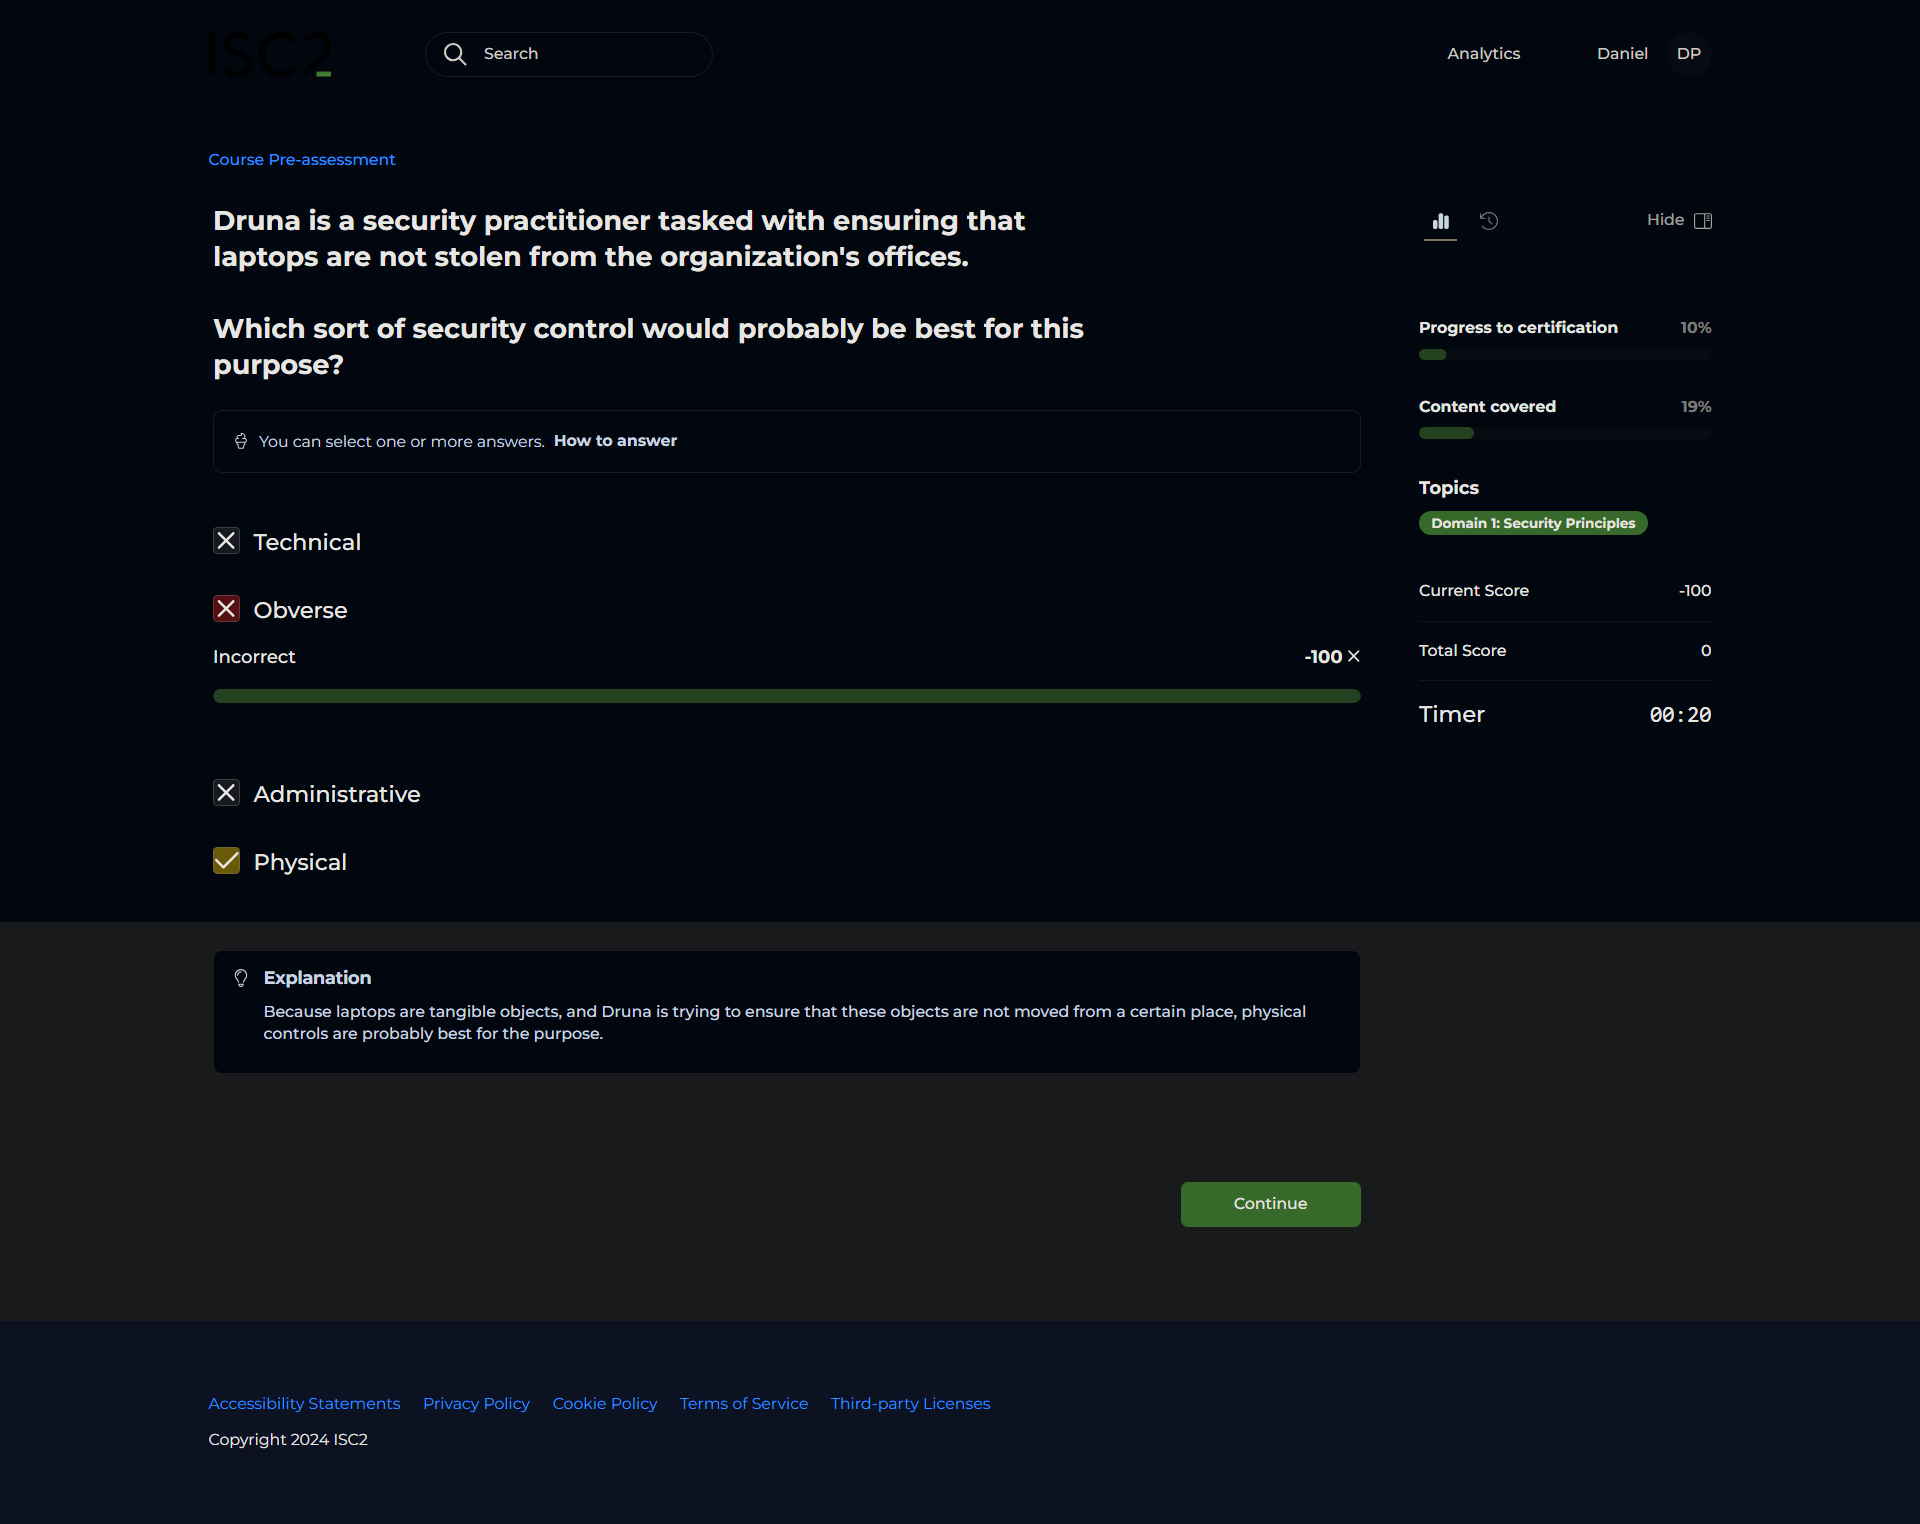 ISC2
Search
Analytics
Daniel
DP
Course Pre-assessment
Druna is a security practitioner tasked with ensuring that
laptops are not stolen from the organization's offices.
Which sort of security control would probably be best for this
purpose?
You can select one or more answers. How to answer
Technical
Obverse
Incorrect
-100
Administrative
Physical
Hide
Progress to certification 10%
Content covered 19%
Topics
Domain 1: Security Principles
Current Score -100
Total Score 0
Timer 00:20
Explanation
Because laptops are tangible objects, and Druna is trying to ensure that these objects are not moved from a certain place, physical
controls are probably best for the purpose.
Continue
Accessibility Statements Privacy Policy Cookie Policy Terms of Service Third-party Licenses
Copyright 2024 ISC2